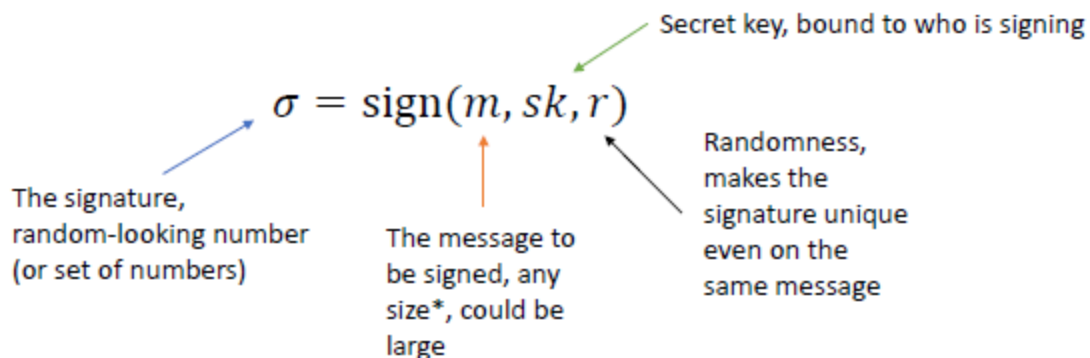 Secret key, bound to who is signing
σ = sign(m, sk, r)
The signature,
random-looking number
(or set of numbers)
The message to
be signed, any
size*, could be
large
Randomness,
makes the
signature unique
even on the
same message